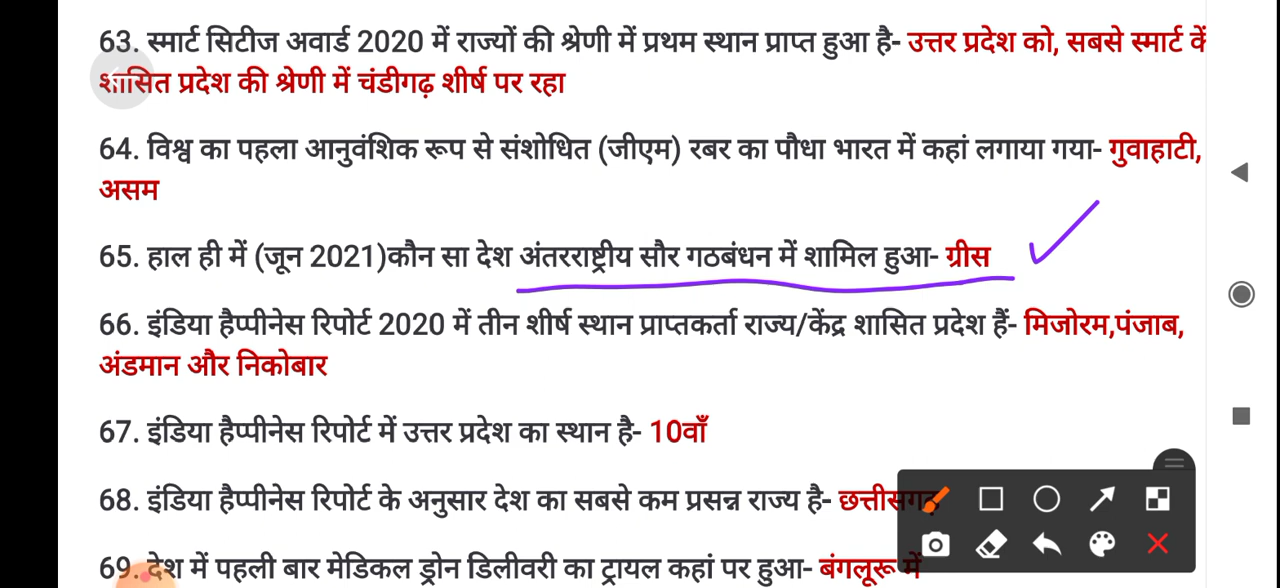 63. स्मार्ट सिटीज अवार्ड 2020 में राज्यों की श्रेणी में प्रथम स्थान प्राप्त हुआ है- उत्तर प्रदेश को, सबसे स्मार्ट कें
शासित प्रदेश की श्रेणी में चंडीगढ़ शीर्ष पर रहा
64. विश्व का पहला आनुवंशिक रूप से संशोधित (जीएम) रबर का पौधा भारत में कहां लगाया गया- गुवाहाटी,
असम
65. हाल ही में (जून 2021)कौन सा देश अंतरराष्ट्रीय सौर गठबंधन में शामिल हुआ- ग्रीस
66. इंडिया हैप्पीनेस रिपोर्ट 2020 में तीन शीर्ष स्थान प्राप्तकर्ता राज्य/केंद्र शासित प्रदेश हैं- मिजोरम,पंजाब,
अंडमान और निकोबार
67. इंडिया हैप्पीनेस रिपोर्ट में उत्तर प्रदेश का स्थान है- 10वाँ
68. इंडिया हैप्पीनेस रिपोर्ट के अनुसार देश का सबसे कम प्रसन्न राज्य है- छत्तीसगढ़
69. देश में पहली बार मेडिकल ड्रोन डिलीवरी का ट्रायल कहां पर हुआ- बंगलूरू में